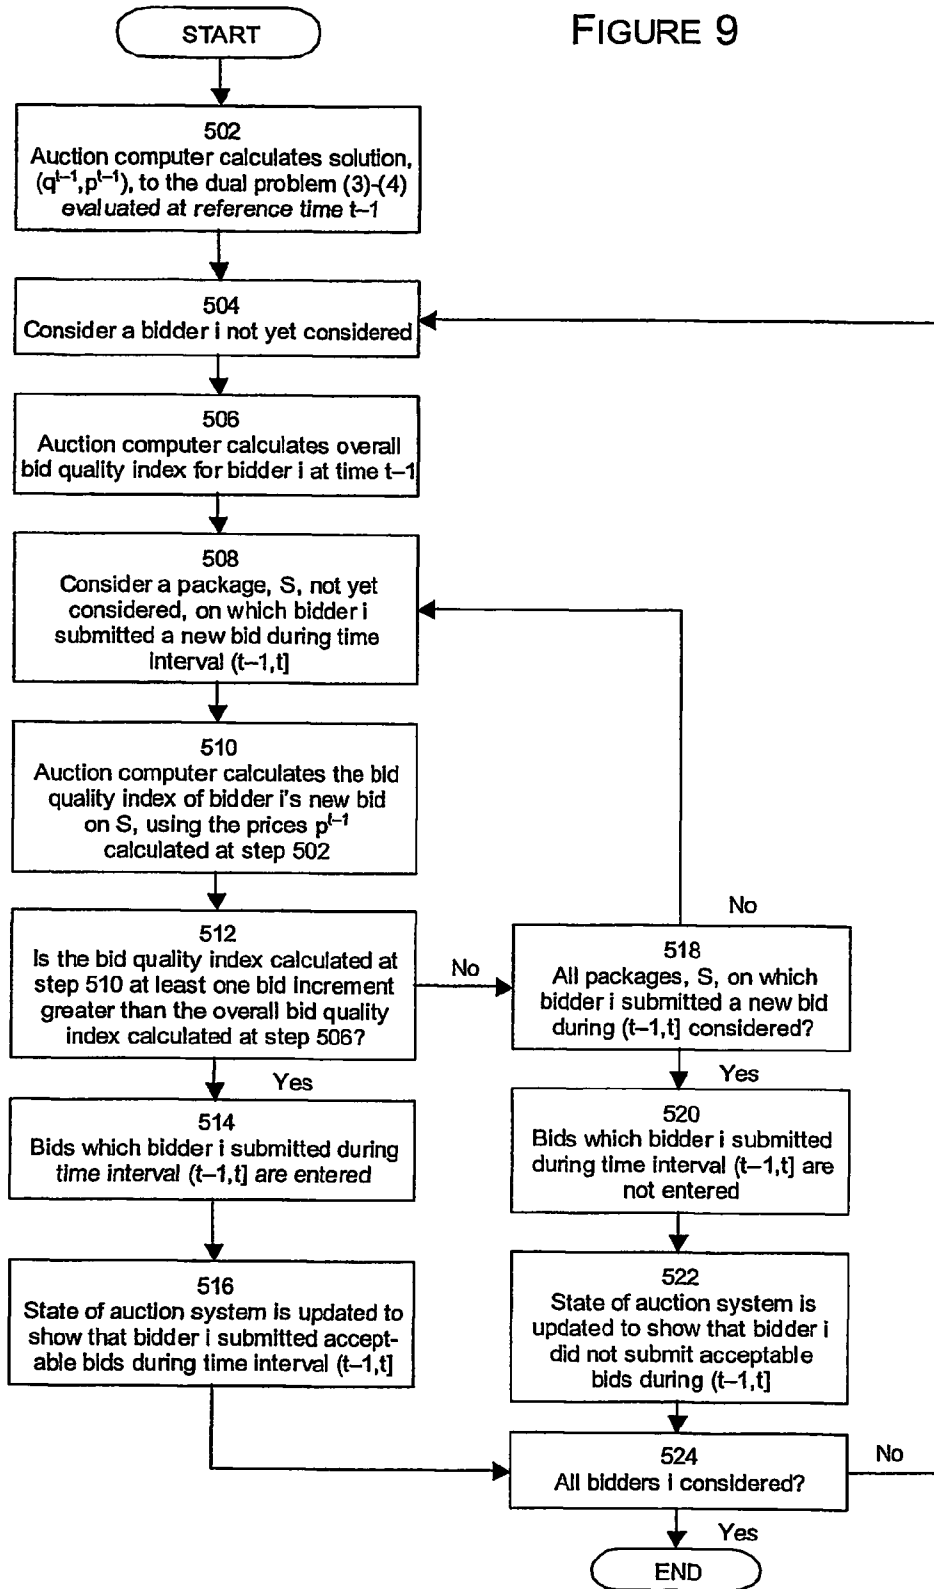 START
FIGURE 9
502
Auction computer calculates solution,
(q^t–1,p^t–1), to the dual problem (3)-(4)
evaluated at reference time t–1
504
Consider a bidder i not yet considered
506
Auction computer calculates overall
bid quality index for bidder i at time t–1
508
Consider a package, S, not yet
considered, on which bidder i
submitted a new bid during time
interval (t–1,t]
510
Auction computer calculates the bid
quality index of bidder i's new bid
on S, using the prices p^t–1
calculated at step 502
512
Is the bid quality index calculated at
step 510 at least one bid increment
greater than the overall bid quality
index calculated at step 506?
No
Yes
514
Bids which bidder i submitted during
time interval (t–1,t] are entered
516
State of auction system is updated to
show that bidder i submitted accept-
able bids during time interval (t–1,t]
No
518
All packages, S, on which
bidder i submitted a new bid
during (t–1,t] considered?
Yes
520
Bids which bidder i submitted
during time interval (t–1,t] are
not entered
522
State of auction system is
updated to show that bidder i
did not submit acceptable
bids during (t–1,t]
524
All bidders i considered?
No
Yes
END